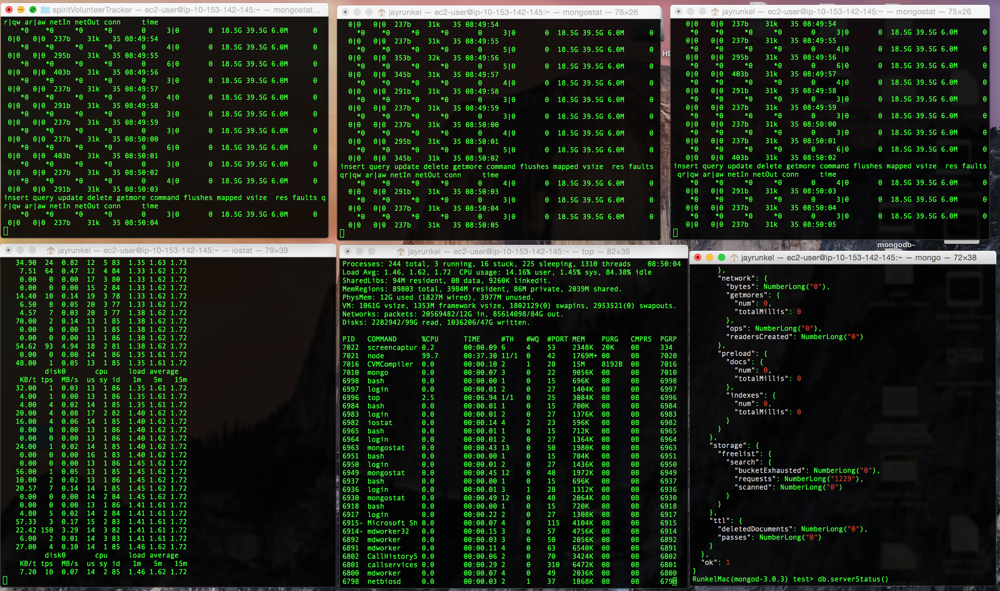 spiritVolunteerTracker — ec2-user@ip-10-153-142-145:~ — mongostat...
r|qw ar|aw netIn netOut conn time
*0 *0 *0 *0 0 3|0 0 18.5G 39.5G 6.0M 0
0|0 0|0 237b 31k 35 08:49:54
*0 *0 *0 *0 0 4|0 0 18.5G 39.5G 6.0M 0
0|0 0|0 295b 31k 35 08:49:55
*0 *0 *0 *0 0 6|0 0 18.5G 39.5G 6.0M 0
0|0 0|0 403b 31k 35 08:49:56
*0 *0 *0 *0 0 3|0 0 18.5G 39.5G 6.0M 0
0|0 0|0 237b 31k 35 08:49:57
*0 *0 *0 *0 0 4|0 0 18.5G 39.5G 6.0M 0
0|0 0|0 291b 31k 35 08:49:58
*0 *0 *0 *0 0 3|0 0 18.5G 39.5G 6.0M 0
0|0 0|0 237b 31k 35 08:49:59
*0 *0 *0 *0 0 3|0 0 18.5G 39.5G 6.0M 0
0|0 0|0 237b 31k 35 08:50:00
*0 *0 *0 *0 0 6|0 0 18.5G 39.5G 6.0M 0
0|0 0|0 403b 31k 35 08:50:01
*0 *0 *0 *0 0 3|0 0 18.5G 39.5G 6.0M 0
0|0 0|0 237b 31k 35 08:50:02
*0 *0 *0 *0 0 4|0 0 18.5G 39.5G 6.0M 0
0|0 0|0 291b 31k 35 08:50:03
insert query update delete getmore command flushes mapped vsize res faults q
r|qw ar|aw netIn netOut conn time
*0 *0 *0 *0 0 3|0 0 18.5G 39.5G 6.0M 0
0|0 0|0 237b 31k 35 08:50:04
jayrunkel — ec2-user@ip-10-153-142-145:~ — mongostat — 76×26
0|0 0|0 237b 31k 35 08:49:54
*0 *0 *0 *0 0 3|0 0 18.5G 39.5G 6.0M 0
0|0 0|0 237b 31k 35 08:49:55
*0 *0 *0 *0 0 5|0 0 18.5G 39.5G 6.0M 0
0|0 0|0 353b 32k 35 08:49:56
*0 *0 *0 *0 0 5|0 0 18.5G 39.5G 6.0M 0
0|0 0|0 345b 31k 35 08:49:57
*0 *0 *0 *0 0 4|0 0 18.5G 39.5G 6.0M 0
0|0 0|0 291b 31k 35 08:49:58
*0 *0 *0 *0 0 3|0 0 18.5G 39.5G 6.0M 0
0|0 0|0 237b 31k 35 08:49:59
*0 *0 *0 *0 0 3|0 0 18.5G 39.5G 6.0M 0
0|0 0|0 237b 31k 35 08:50:00
*0 *0 *0 *0 0 4|0 0 18.5G 39.5G 6.0M 0
0|0 0|0 295b 31k 35 08:50:01
*0 *0 *0 *0 0 5|0 0 18.5G 39.5G 6.0M 0
0|0 0|0 345b 31k 35 08:50:02
insert query update delete getmore command flushes mapped vsize res faults
qr|qw ar|aw netIn netOut conn time
*0 *0 *0 *0 0 4|0 0 18.5G 39.5G 6.0M 0
0|0 0|0 291b 31k 35 08:50:03
*0 *0 *0 *0 0 3|0 0 18.5G 39.5G 6.0M 0
0|0 0|0 237b 31k 35 08:50:04
*0 *0 *0 *0 0 3|0 0 18.5G 39.5G 6.0M 0
0|0 0|0 237b 31k 35 08:50:05
jayrunkel — ec2-user@ip-10-153-142-145:~ — mongostat — 75×26
0|0 0|0 237b 31k 35 08:49:54
*0 *0 *0 *0 0 3|0 0 18.5G 39.5G 6.0M 0
0|0 0|0 237b 31k 35 08:49:55
*0 *0 *0 *0 0 4|0 0 18.5G 39.5G 6.0M 0
0|0 0|0 295b 31k 35 08:49:56
*0 *0 *0 *0 0 6|0 0 18.5G 39.5G 6.0M 0
0|0 0|0 403b 31k 35 08:49:57
*0 *0 *0 *0 0 4|0 0 18.5G 39.5G 6.0M 0
0|0 0|0 291b 31k 35 08:49:58
*0 *0 *0 *0 0 3|0 0 18.5G 39.5G 6.0M 0
0|0 0|0 237b 31k 35 08:49:59
*0 *0 *0 *0 0 3|0 0 18.5G 39.5G 6.0M 0
0|0 0|0 237b 31k 35 08:50:00
*0 *0 *0 *0 0 3|0 0 18.5G 39.5G 6.0M 0
0|0 0|0 237b 31k 35 08:50:01
*0 *0 *0 *0 0 6|0 0 18.5G 39.5G 6.0M 0
0|0 0|0 403b 31k 35 08:50:02
insert query update delete getmore command flushes mapped vsize res faults
qr|qw ar|aw netIn netOut conn time
*0 *0 *0 *0 0 4|0 0 18.5G 39.5G 6.0M 0
0|0 0|0 291b 31k 35 08:50:03
*0 *0 *0 *0 0 3|0 0 18.5G 39.5G 6.0M 0
0|0 0|0 237b 31k 35 08:50:04
*0 *0 *0 *0 0 3|0 0 18.5G 39.5G 6.0M 0
0|0 0|0 237b 31k 35 08:50:05
mongodb-
jayrunkel — ec2-user@ip-10-153-142-145:~ — iostat — 79×39
34.90 24 0.82 12 5 83 1.35 1.63 1.73
7.51 64 0.47 12 4 84 1.33 1.62 1.72
0.00 0 0.00 17 3 80 1.33 1.62 1.72
0.00 0 0.00 15 2 84 1.33 1.62 1.72
14.40 10 0.14 19 3 78 1.33 1.62 1.72
6.50 8 0.05 20 3 77 1.33 1.62 1.72
4.57 7 0.03 20 3 77 1.38 1.62 1.72
70.00 2 0.14 13 1 85 1.38 1.62 1.72
0.00 0 0.00 13 1 85 1.38 1.62 1.72
0.00 0 0.00 13 1 86 1.38 1.62 1.72
54.62 93 4.94 18 2 81 1.38 1.62 1.72
0.00 0 0.00 14 1 86 1.35 1.61 1.72
48.00 1 0.05 13 1 85 1.35 1.61 1.72
disk0 cpu load average
KB/t tps MB/s us sy id 1m 5m 15m
32.00 1 0.03 13 1 86 1.35 1.61 1.72
4.00 1 0.00 13 1 86 1.35 1.61 1.72
4.00 4 0.02 14 1 85 1.35 1.61 1.72
20.00 4 0.08 17 2 82 1.40 1.62 1.72
16.00 4 0.06 14 1 85 1.40 1.62 1.72
0.00 0 0.00 13 1 86 1.40 1.62 1.72
0.00 0 0.00 13 1 86 1.40 1.62 1.72
24.00 1 0.02 14 1 85 1.40 1.62 1.72
0.00 0 0.00 16 1 83 1.40 1.62 1.72
0.00 0 0.00 13 1 86 1.45 1.62 1.72
56.00 1 0.05 13 1 85 1.45 1.62 1.72
10.00 2 0.02 13 1 86 1.45 1.62 1.72
20.57 7 0.14 14 1 85 1.45 1.62 1.72
0.00 0 0.00 14 2 84 1.45 1.62 1.72
0.00 0 0.00 13 1 86 1.41 1.61 1.72
4.80 5 0.02 14 2 84 1.41 1.61 1.72
57.33 3 0.17 15 2 83 1.41 1.61 1.72
22.42 150 3.29 14 3 82 1.41 1.61 1.72
6.00 2 0.01 14 3 83 1.41 1.61 1.72
27.00 4 0.10 14 1 85 1.46 1.62 1.72
disk0 cpu load average
KB/t tps MB/s us sy id 1m 5m 15m
7.20 10 0.07 14 2 85 1.46 1.62 1.72
jayrunkel — ec2-user@ip-10-153-142-145:~ — top — 82×39
Processes: 244 total, 3 running, 16 stuck, 225 sleeping, 1310 threads 08:50:04
Load Avg: 1.46, 1.62, 1.72 CPU usage: 14.16% user, 1.45% sys, 84.38% idle
SharedLibs: 94M resident, 0B data, 9260K linkedit.
MemRegions: 89803 total, 3984M resident, 86M private, 2039M shared.
PhysMem: 12G used (1827M wired), 3977M unused.
VM: 1061G vsize, 1353M framework vsize, 1802129(0) swapins, 2953521(0) swapouts.
Networks: packets: 20569482/12G in, 85614098/84G out.
Disks: 2282942/99G read, 1036206/47G written.
PID COMMAND %CPU TIME #TH #WQ #PORT MEM PURG CMPRS PGRP
7022 screencaptur 0.2 00:00.09 6 4 53 2348K 20K 0B 334
7021 node 99.7 00:37.30 11/1 0 42 1769M+ 0B 0B 7020
7016 CVMCompiler 0.0 00:00.10 2 1 28 15M 8192B 0B 7016
7010 mongo 0.0 00:00.07 3 0 22 9056K 0B 0B 7010
6998 bash 0.0 00:00.00 1 0 15 696K 0B 0B 6998
6997 login 0.0 00:00.01 2 0 27 1404K 0B 0B 6997
6996 top 2.5 00:06.94 1/1 0 25 3084K 0B 0B 6996
6984 bash 0.0 00:00.01 1 0 15 700K 0B 0B 6984
6983 login 0.0 00:00.01 2 0 27 1376K 0B 0B 6983
6982 iostat 0.0 00:00.14 4 2 23 596K 0B 0B 6982
6965 bash 0.0 00:00.01 1 0 15 712K 0B 0B 6965
6964 login 0.0 00:00.01 2 0 27 1364K 0B 0B 6964
6963 mongostat 0.0 00:00.43 13 0 50 1980K 0B 0B 6963
6951 bash 0.0 00:00.00 1 0 15 704K 0B 0B 6951
6950 login 0.0 00:00.01 2 0 27 1436K 0B 0B 6950
6949 mongostat 0.0 00:00.45 12 0 48 1972K 0B 0B 6949
6937 bash 0.0 00:00.00 1 0 15 696K 0B 0B 6937
6936 login 0.0 00:00.01 3 1 28 1312K 0B 0B 6936
6930 mongostat 0.0 00:00.49 12 0 48 2064K 0B 0B 6930
6918 bash 0.0 00:00.00 1 0 15 720K 0B 0B 6918
6917 login 0.0 00:00.22 2 0 27 1308K 0B 0B 6917
6915- Microsoft Sh 0.0 00:00.07 4 0 115 4104K 0B 0B 6915
6914- mdworker32 0.0 00:00.15 3 0 57 4756K 0B 0B 6914
6892 mdworker 0.0 00:00.03 3 0 50 2056K 0B 0B 6892
6891 mdworker 0.0 00:00.11 4 0 63 6540K 0B 0B 6891
6802 CallHistoryS 0.0 00:00.06 2 0 70 3424K 0B 0B 6802
6801 callservices 0.0 00:00.29 2 0 310 6472K 0B 0B 6801
6800 mdworker 0.0 00:00.07 4 0 49 2036K 0B 0B 6800
6798 netbiosd 0.0 00:00.03 2 1 37 1868K 0B 0B 6798
jayrunkel — ec2-user@ip-10-153-142-145:~ — mongo — 72×38
},
"network": {
"bytes": NumberLong("0"),
"getmores": {
"num": 0,
"totalMillis": 0
},
"ops": NumberLong("0"),
"readersCreated": NumberLong("0")
},
"preload": {
"docs": {
"num": 0,
"totalMillis": 0
},
"indexes": {
"num": 0,
"totalMillis": 0
}
}
},
"storage": {
"freelist": {
"search": {
"bucketExhausted": NumberLong("0"),
"requests": NumberLong("1229"),
"scanned": NumberLong("0")
}
}
},
"ttl": {
"deletedDocuments": NumberLong("0"),
"passes": NumberLong("0")
}
},
"ok": 1
}
RunkelMac(mongod-3.0.3) test> db.serverStatus()